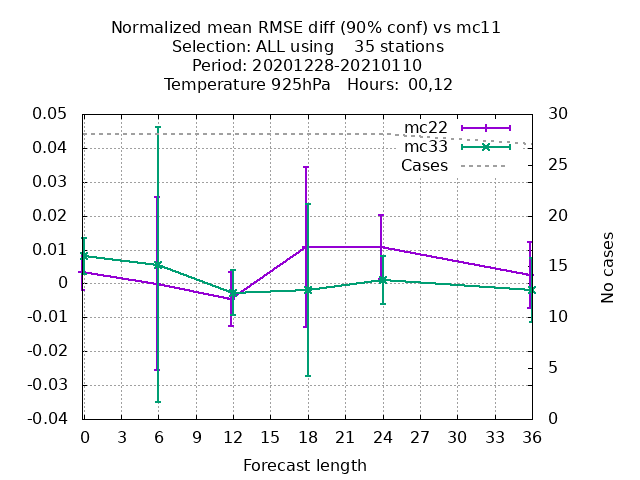 Normalized mean RMSE diff (90% conf) vs mc11
Selection: ALL using    35 stations
Period: 20201228-20210110
Temperature 925hPa   Hours: 00,12
0.05
0.04
0.03
0.02
0.01
0
-0.01
-0.02
-0.03
-0.04
mc22
mc33
Cases
30
25
20
15
10
5
0
No cases
0 3 6 9 12 15 18 21 24 27 30 33 36
Forecast length